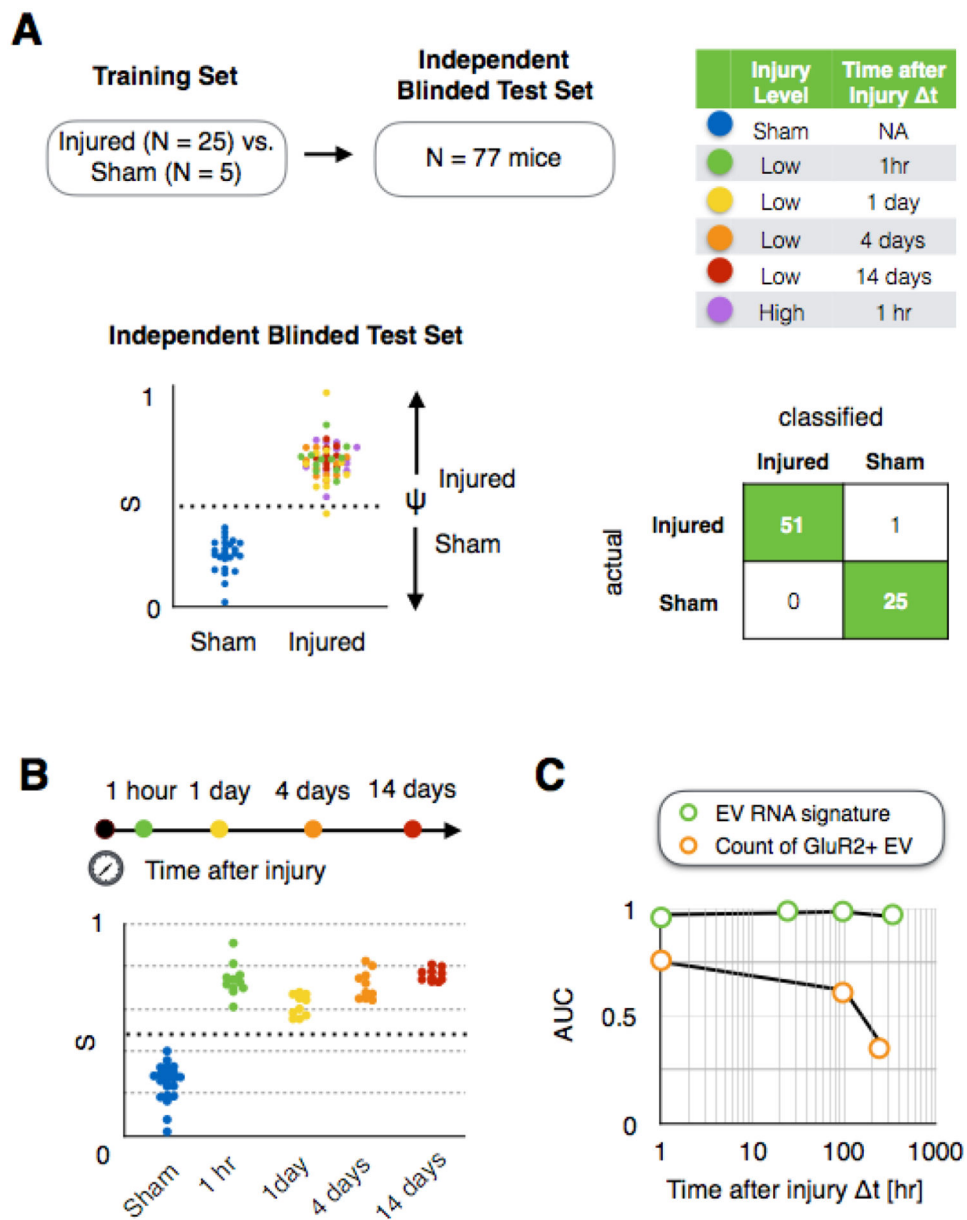 A
Training Set
Injured (N = 25) vs.
Sham (N = 5)
Independent
Blinded Test Set
N = 77 mice
Injury Level Time after Injury Δt
Sham NA
Low 1hr
Low 1 day
Low 4 days
Low 14 days
High 1 hr
Independent Blinded Test Set
1
S
0
Sham Injured
Injured
ψ
Sham
classified
Injured Sham
actual
Injured 51 1
Sham 0 25
B
1 hour 1 day 4 days 14 days
Time after injury
1
S
0
Sham 1 hr 1day 4 days 14 days
C
EV RNA signature
Count of GluR2+ EV
1
0.5
0
AUC
1 10 100 1000
Time after injury Δt [hr]